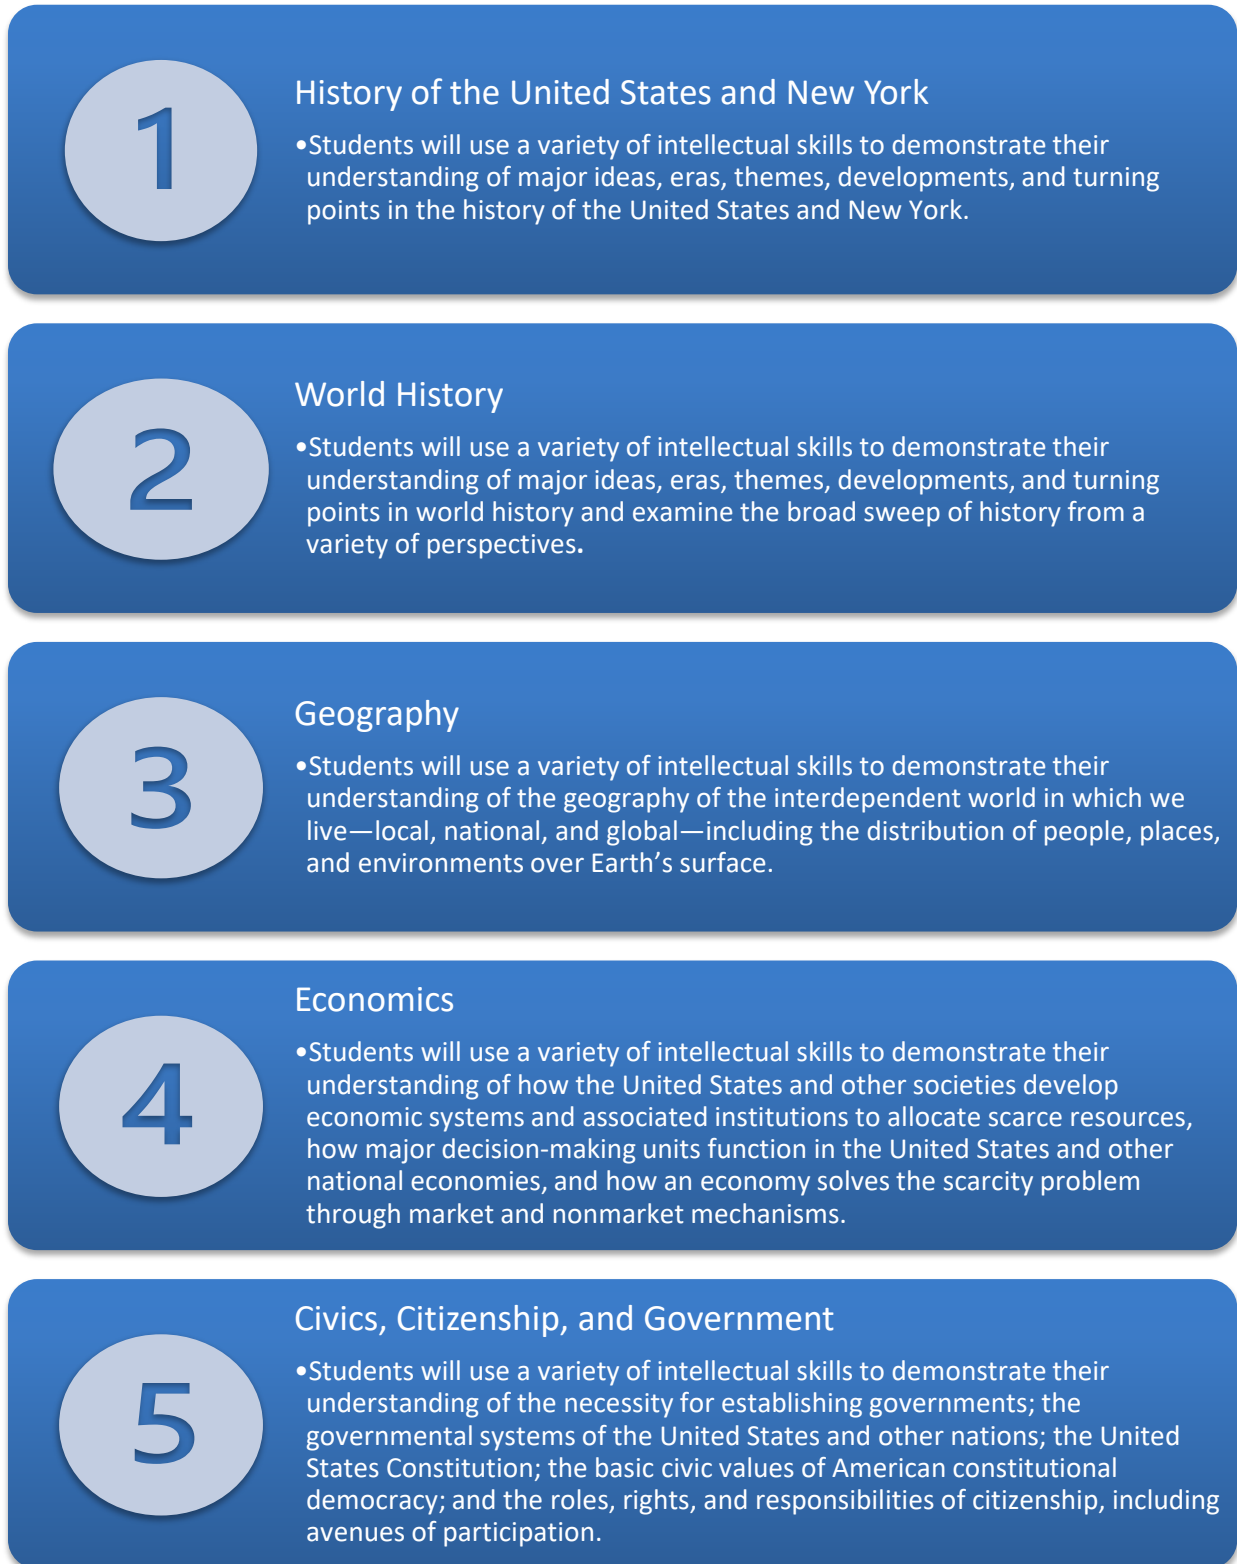 1
History of the United States and New York
•Students will use a variety of intellectual skills to demonstrate their
understanding of major ideas, eras, themes, developments, and turning
points in the history of the United States and New York.
2
World History
•Students will use a variety of intellectual skills to demonstrate their
understanding of major ideas, eras, themes, developments, and turning
points in world history and examine the broad sweep of history from a
variety of perspectives.
3
Geography
•Students will use a variety of intellectual skills to demonstrate their
understanding of the geography of the interdependent world in which we
live—local, national, and global—including the distribution of people, places,
and environments over Earth’s surface.
4
Economics
•Students will use a variety of intellectual skills to demonstrate their
understanding of how the United States and other societies develop
economic systems and associated institutions to allocate scarce resources,
how major decision-making units function in the United States and other
national economies, and how an economy solves the scarcity problem
through market and nonmarket mechanisms.
5
Civics, Citizenship, and Government
•Students will use a variety of intellectual skills to demonstrate their
understanding of the necessity for establishing governments; the
governmental systems of the United States and other nations; the United
States Constitution; the basic civic values of American constitutional
democracy; and the roles, rights, and responsibilities of citizenship, including
avenues of participation.